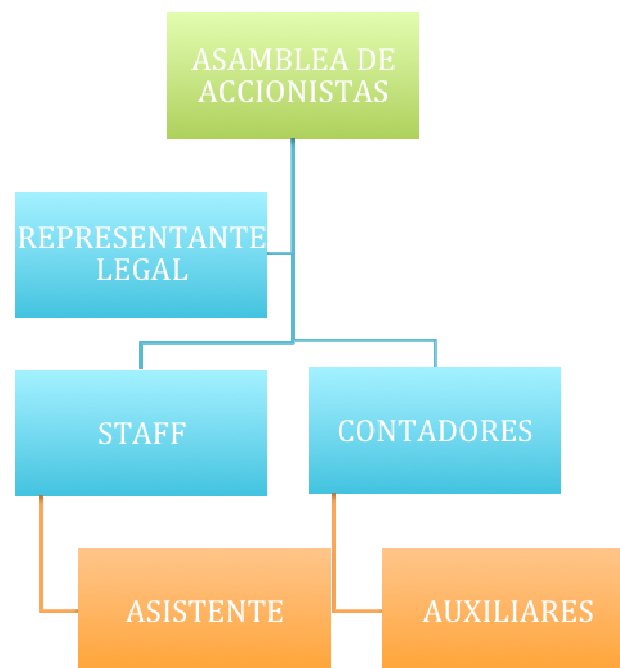 ASAMBLEA DE
ACCIONISTAS
REPRESENTANTE
LEGAL
STAFF
CONTADORES
ASISTENTE
AUXILIARES